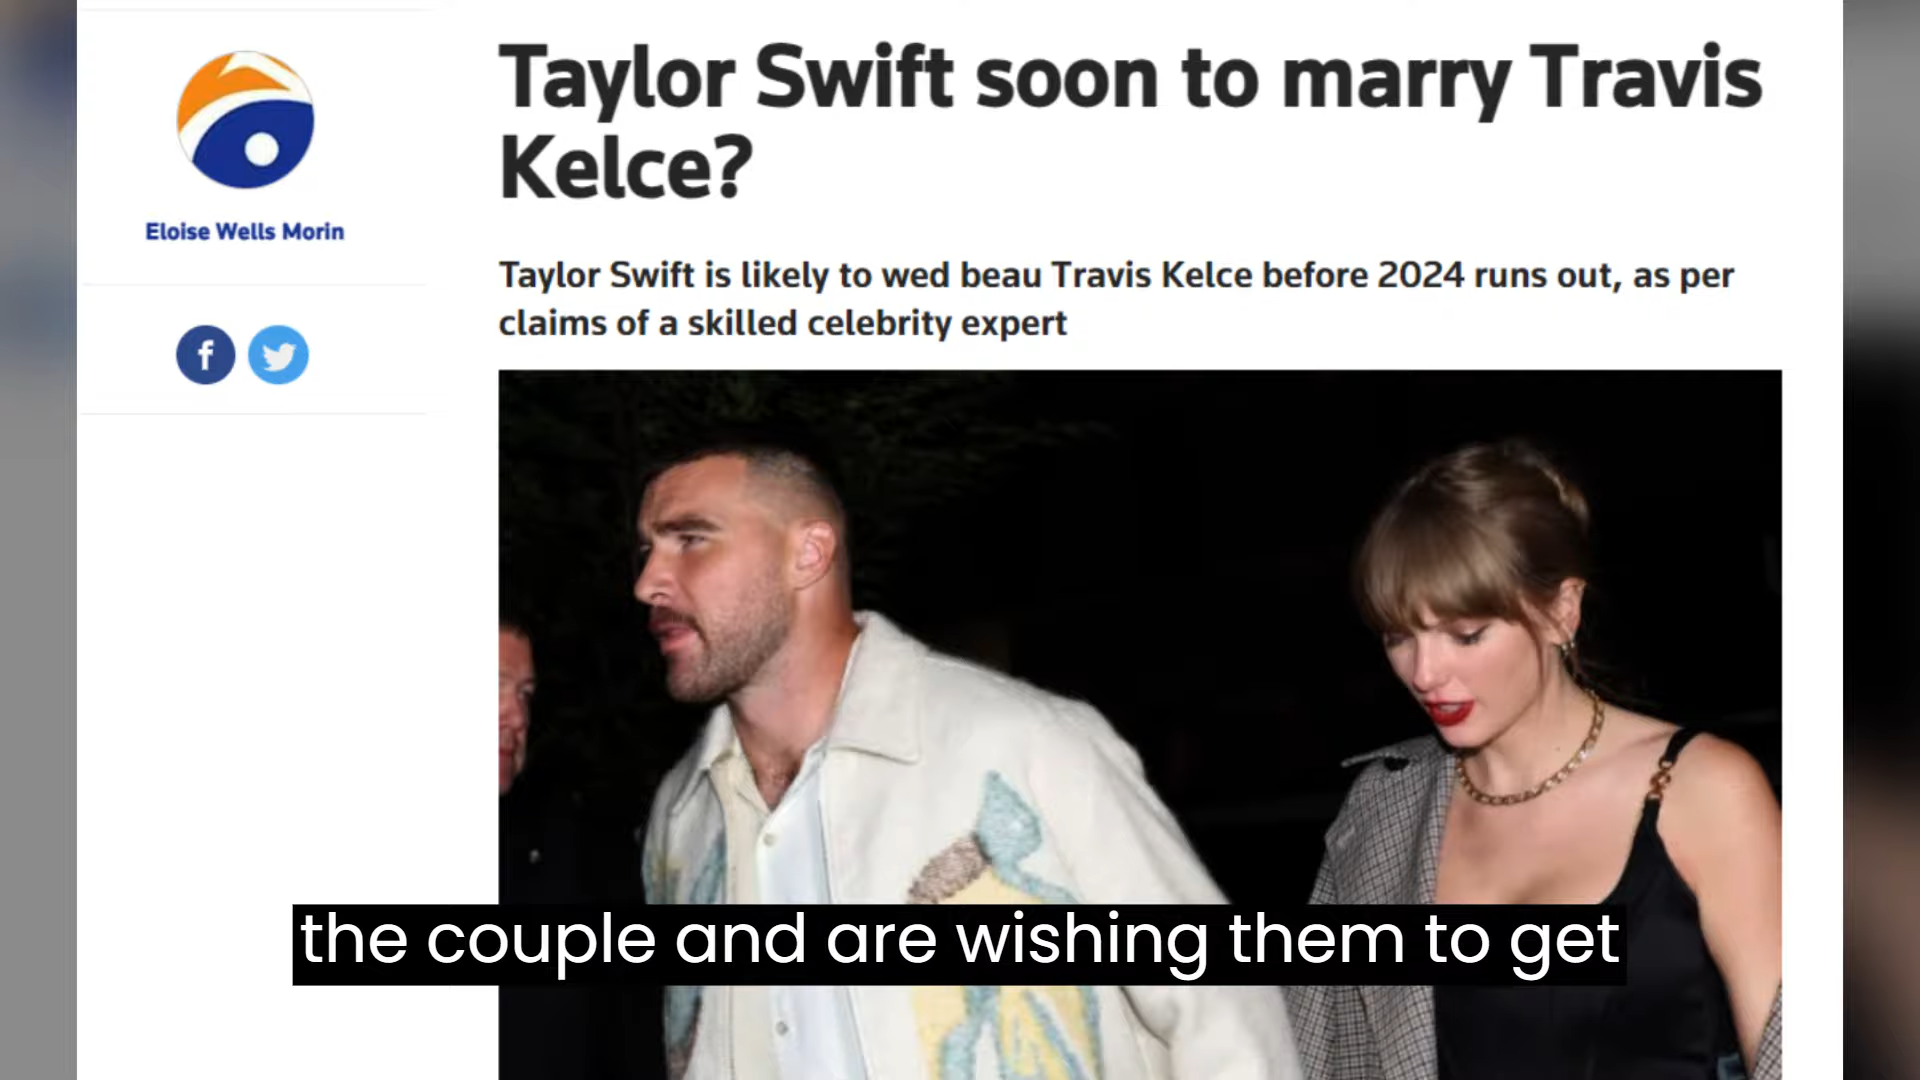 Taylor Swift soon to marry Travis
Kelce?
Eloise Wells Morin
Taylor Swift is likely to wed beau Travis Kelce before 2024 runs out, as per
claims of a skilled celebrity expert
f
the couple and are wishing them to get